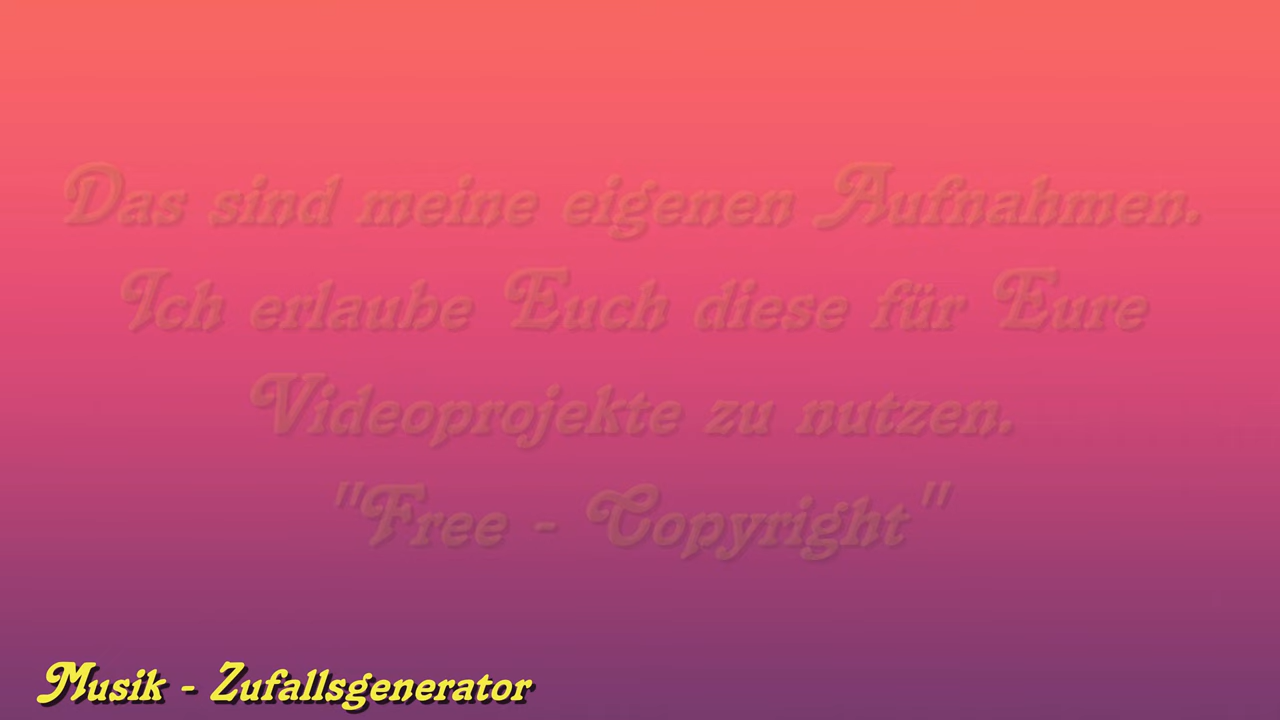 Das sind meine eigenen Aufnahmen.
Ich erlaube Euch diese für Eure
Videoprojekte zu nutzen.
"Free - Copyright"
Musik - Zufallsgenerator